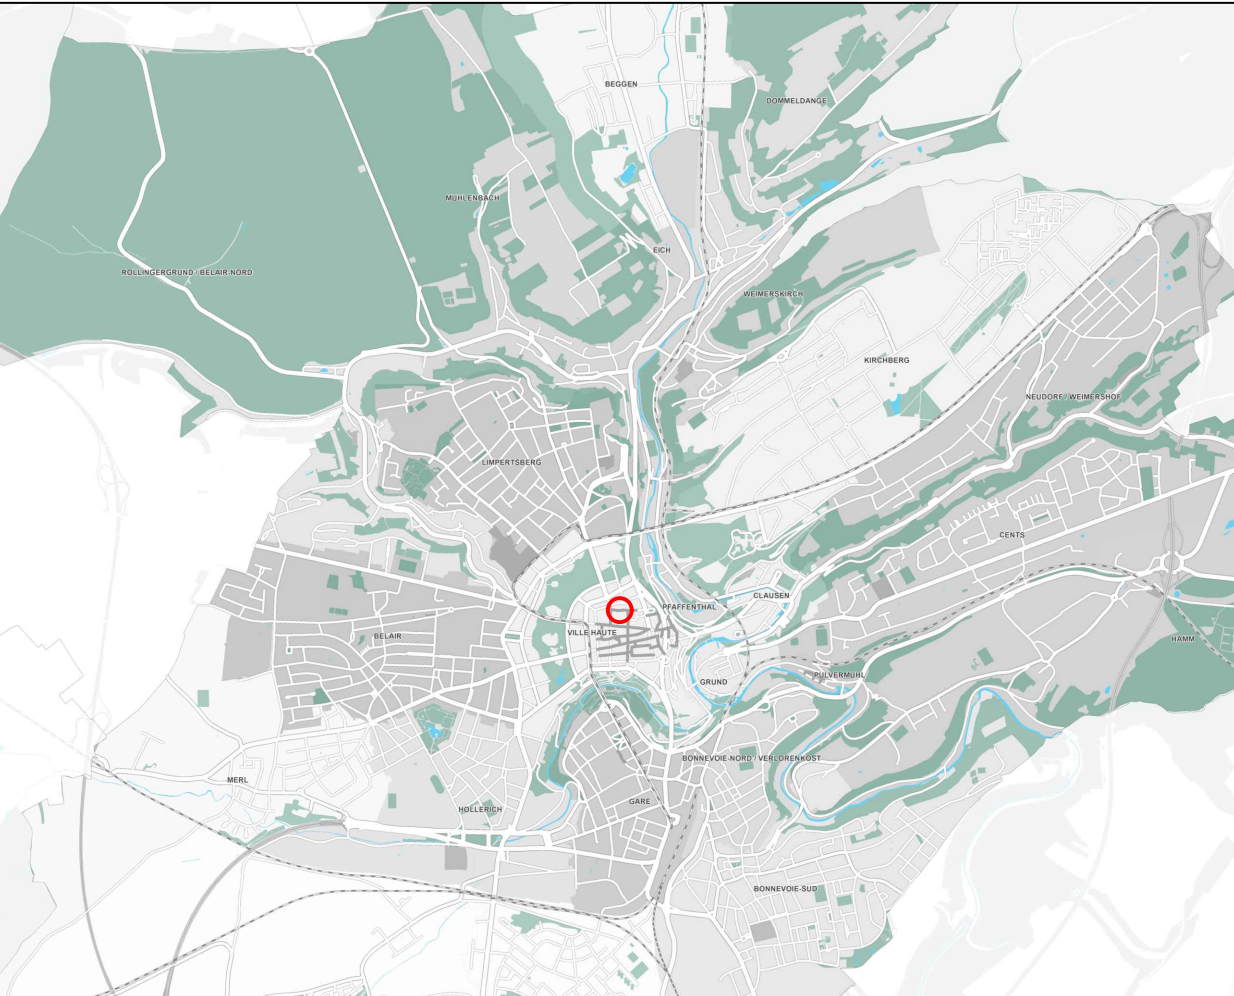 BEGGEN
DOMMELDANGE
MUHLENBACH
EICH
ROLLINGERGRUND / BELAIR-NORD
WEIMERSKIRCH
KIRCHBERG
NEUDORF / WEIMERSHOF
LIMPERTSBERG
CENTS
CLAUSEN
PFAFFENTHAL
VILLE HAUTE
BELAIR
HAMM
PULVERMUHL
GRUND
BONNEVOIE-NORD / VERLORENKOST
MERL
GARE
HOLLERICH
BONNEVOIE-SUD